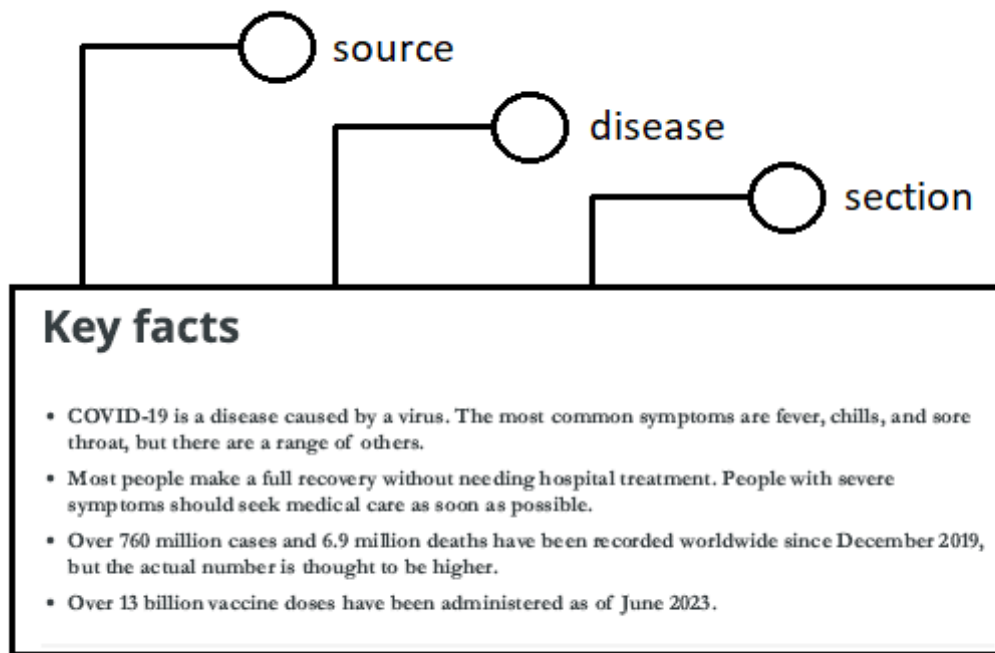 source
disease
section
Key facts
• COVID-19 is a disease caused by a virus. The most common symptoms are fever, chills, and sore
throat, but there are a range of others.
• Most people make a full recovery without needing hospital treatment. People with severe
symptoms should seek medical care as soon as possible.
• Over 760 million cases and 6.9 million deaths have been recorded worldwide since December 2019,
but the actual number is thought to be higher.
• Over 13 billion vaccine doses have been administered as of June 2023.